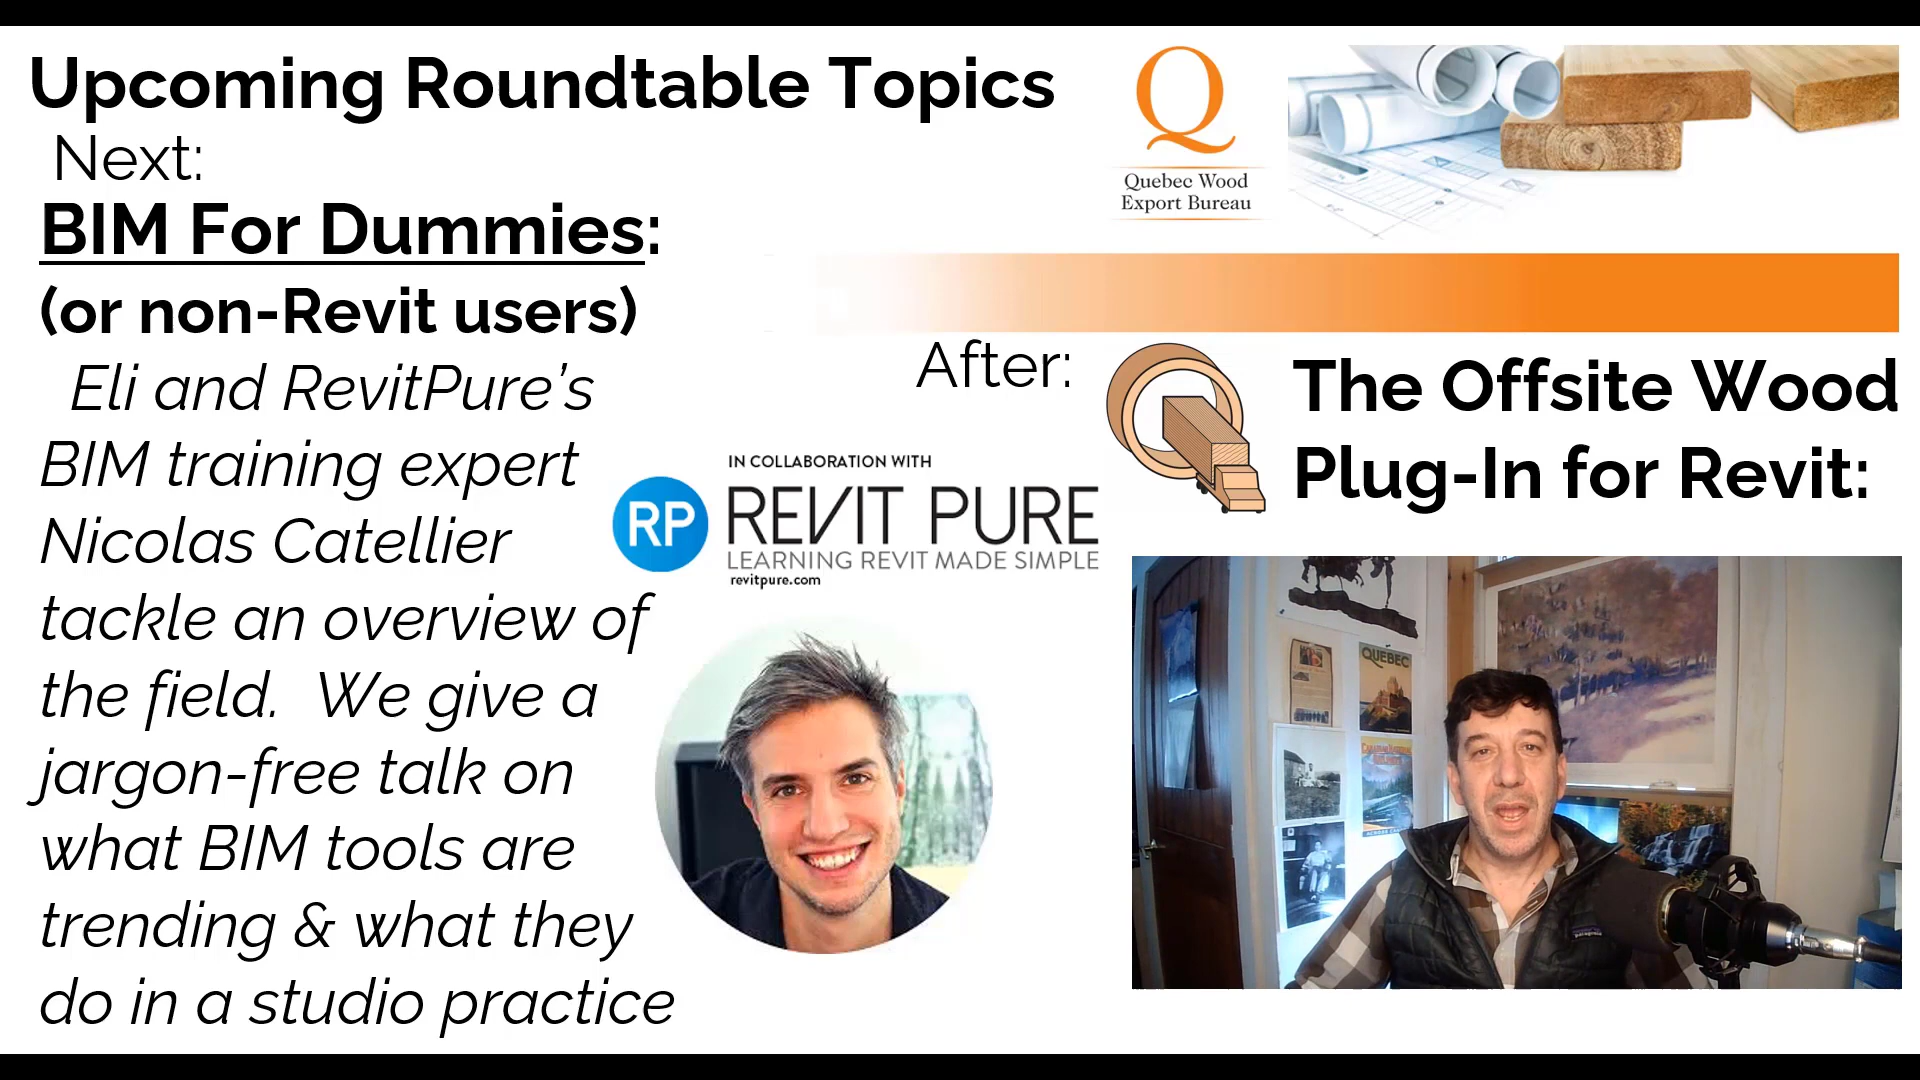 Upcoming Roundtable Topics
Next:
BIM For Dummies:
(or non-Revit users)
Eli and RevitPure’s
BIM training expert
Nicolas Catellier
tackle an overview of
the field. We give a
jargon-free talk on
what BIM tools are
trending & what they
do in a studio practice
IN COLLABORATION WITH
RP
REVIT PURE
LEARNING REVIT MADE SIMPLE
revitpure.com
Q
Quebec Wood
Export Bureau
After:
The Offsite Wood
Plug-In for Revit:
QUEBEC